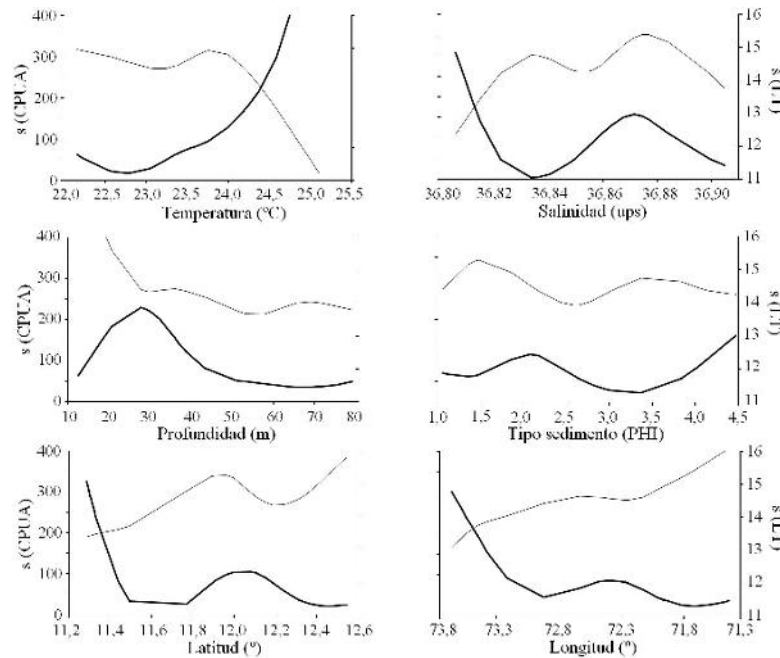 400
300
200
100
0
s (CPUA)
22,0 22,5 23,0 23,5 24,0 24,5 25,0 25,5
Temperatura (°C)
16
15
14
13
12
11
s (LT)
36,80 36,82 36,84 36,86 36,88 36,90
Salinidad (ups)
400
300
200
100
0
s (CPUA)
10 20 30 40 50 60 70 80
Profundidad (m)
16
15
14
13
12
11
s (LT)
1,0 1,5 2,0 2,5 3,0 3,5 4,0 4,5
Tipo sedimento (PHI)
400
300
200
100
0
s (CPUA)
11,2 11,4 11,6 11,8 12,0 12,2 12,4 12,6
Latitud (°)
16
15
14
13
12
11
s (LT)
73,8 73,3 72,8 72,3 71,8 71,3
Longitud (°)